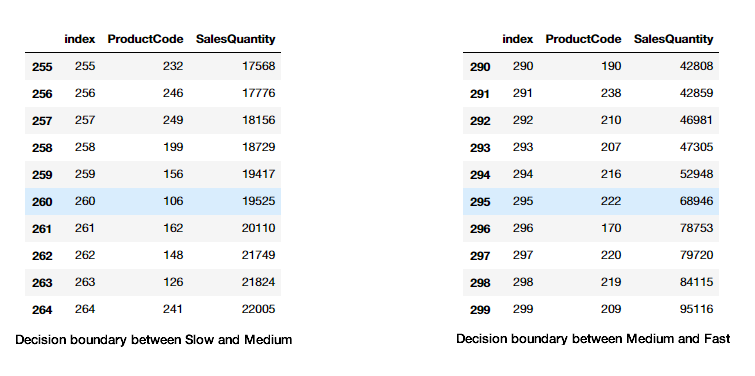 index ProductCode SalesQuantity
255 255 232 17568
256 256 246 17776
257 257 249 18156
258 258 199 18729
259 259 156 19417
260 260 106 19525
261 261 162 20110
262 262 148 21749
263 263 126 21824
264 264 241 22005
Decision boundary between Slow and Medium
index ProductCode SalesQuantity
290 290 190 42808
291 291 238 42859
292 292 210 46981
293 293 207 47305
294 294 216 52948
295 295 222 68946
296 296 170 78753
297 297 220 79720
298 298 219 84115
299 299 209 95116
Decision boundary between Medium and Fast